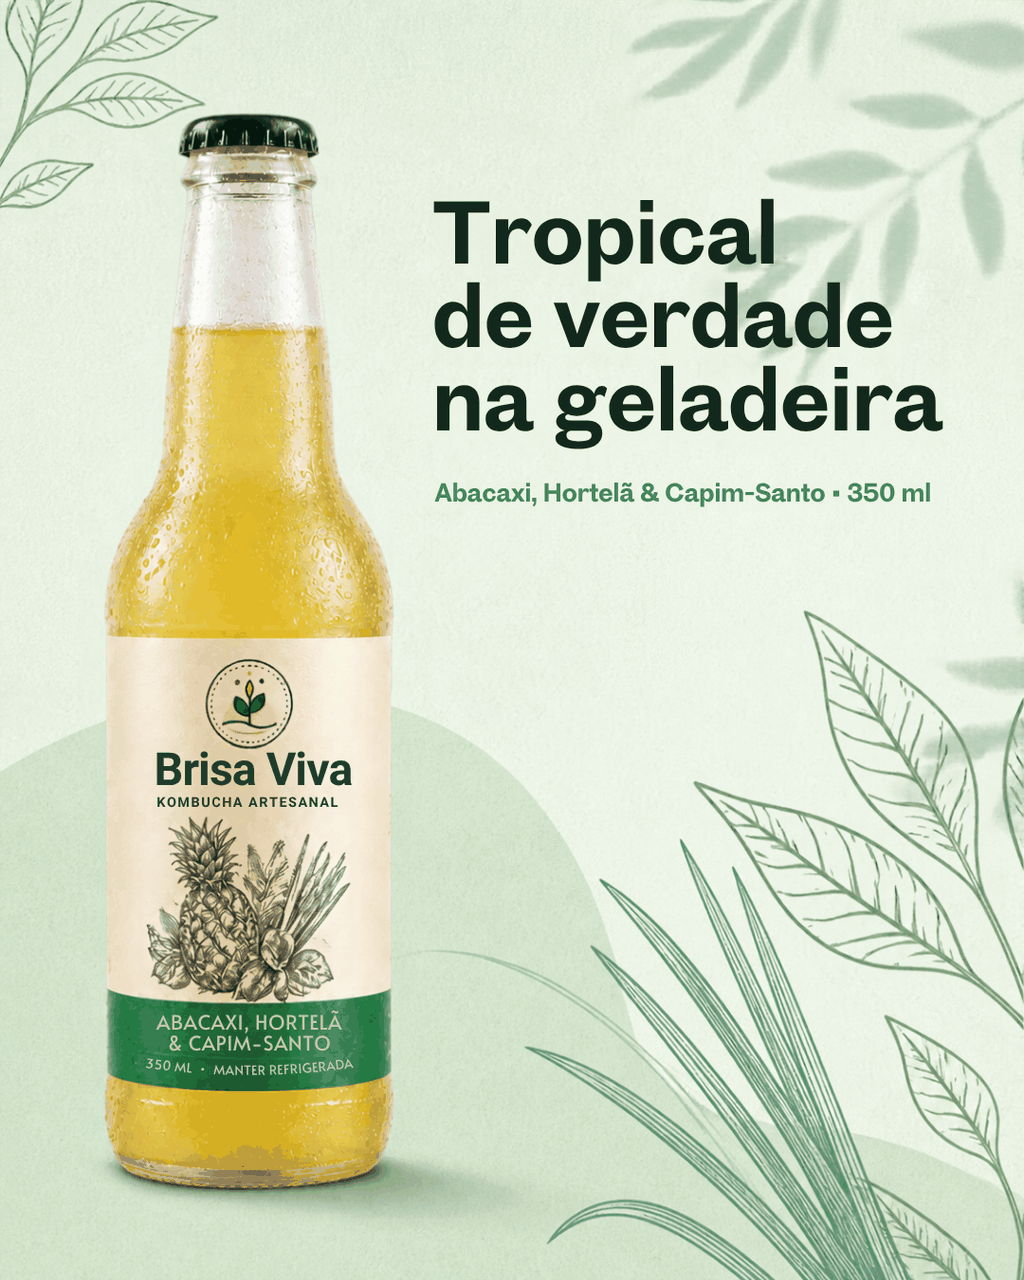 Tropical
de verdade
na geladeira
Abacaxi, Hortelã & Capim-Santo ▪ 350 ml
Brisa Viva
KOMBUCHA ARTESANAL
ABACAXI, HORTELÃ
& CAPIM-SANTO
350 ML • MANTER REFRIGERADA